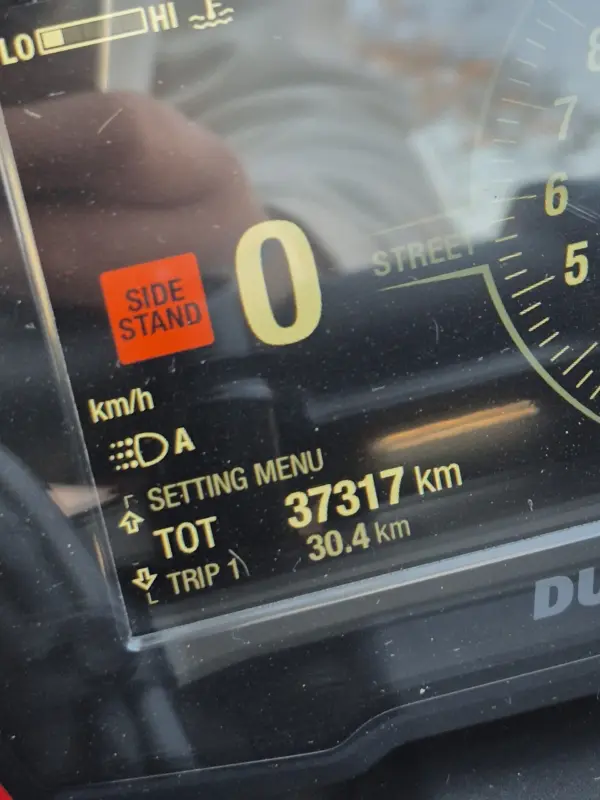 LO HI
8
7
6
5
STREET
SIDE
STAND
0
km/h
A
SETTING MENU
TOT 37317 km
TRIP 1 30.4 km
DU